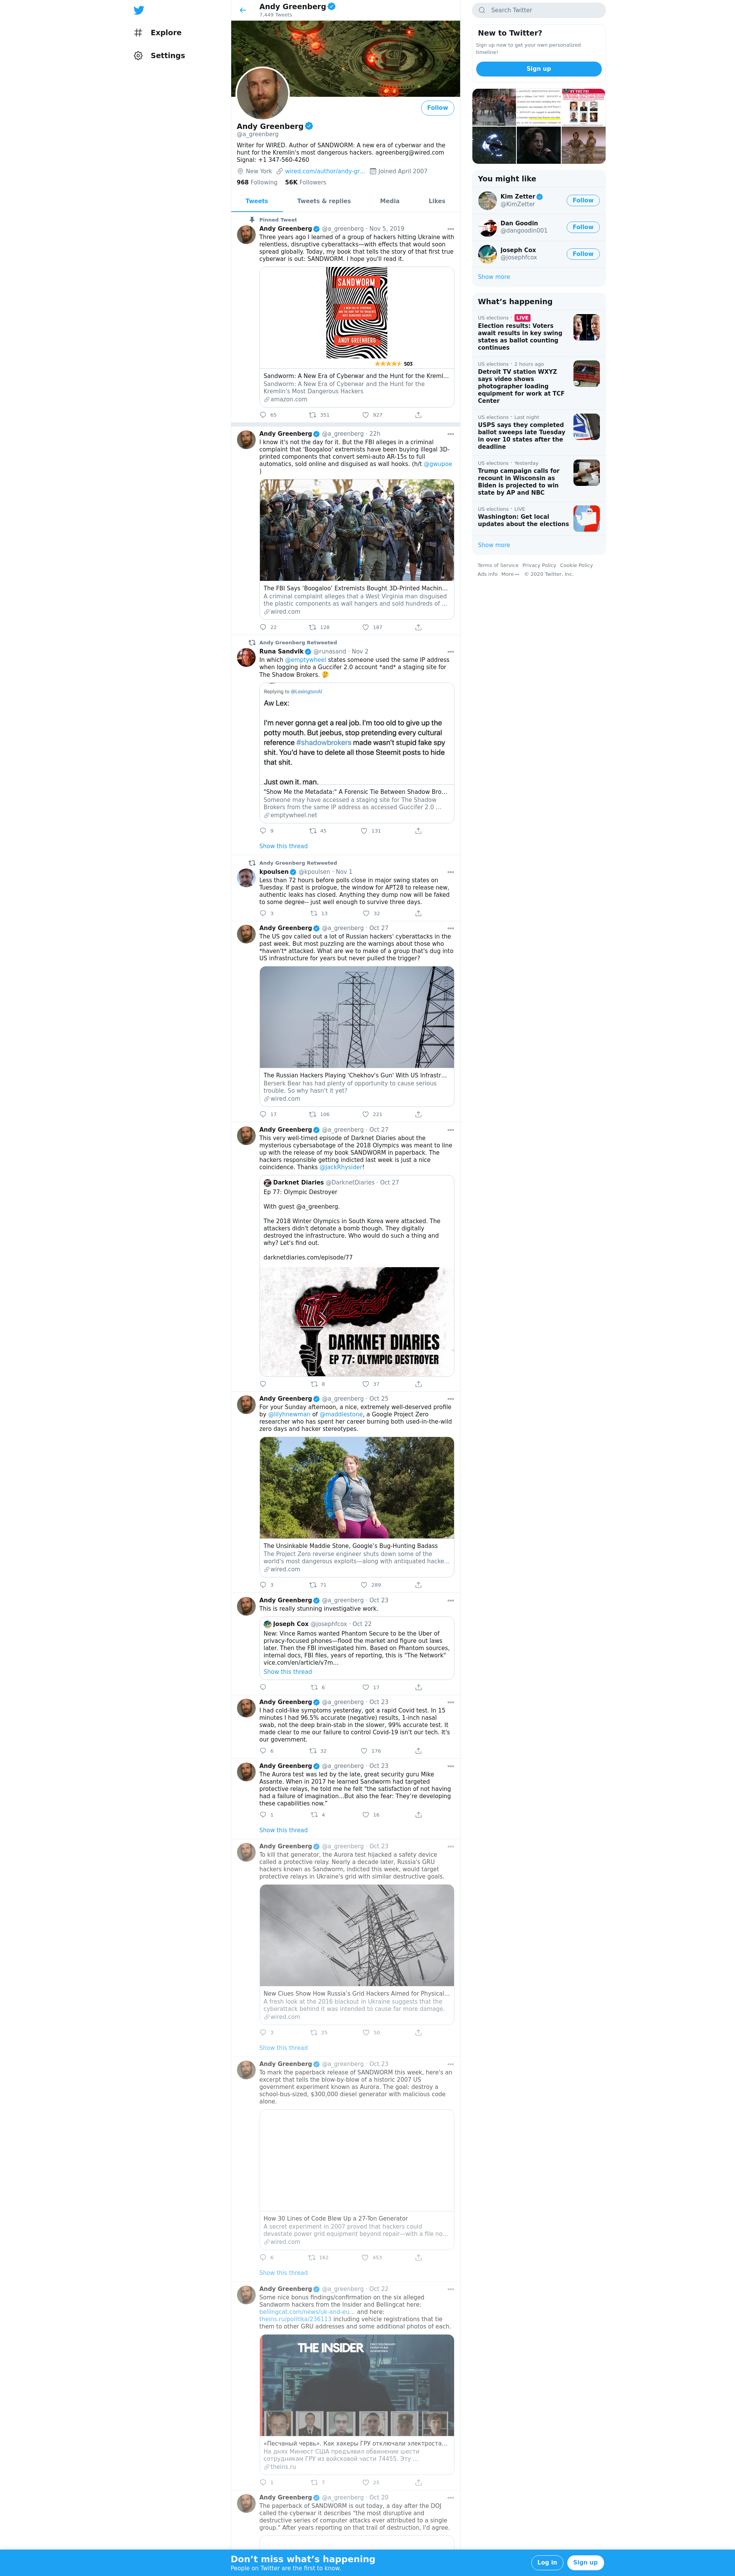 Explore
Settings
Andy Greenberg
7,449 Tweets
Follow
Andy Greenberg
@a_greenberg
Writer for WIRED. Author of SANDWORM: A new era of cyberwar and
the hunt for the Kremlin's most dangerous hackers. agreenberg@wired.com
Signal: +1 347-560-4260
New York wired.com/author/andy-gr... Joined April 2007
968 Following 56K Followers
Tweets Tweets & replies Media Likes
Pinned Tweet
Andy Greenberg @a_greenberg · Nov 5, 2019
Three years ago I learned of a group of hackers hitting Ukraine with
relentless, disruptive cyberattacks—with effects that would soon
spread globally. Today, my book that tells the story of that first true
cyberwar is out: SANDWORM. I hope you'll read it.
SANDWORM
ANDY GREENBERG
503
Sandworm: A New Era of Cyberwar and the Hunt for the Kreml...
Sandworm: A New Era of Cyberwar and the Hunt for the
Kremlin's Most Dangerous Hackers
amazon.com
65 351 927
Andy Greenberg @a_greenberg · 22h
I know it's not the day for it. But the FBI alleges in a criminal
complaint that 'Boogaloo' extremists have been buying illegal 3D-
printed components that convert semi-auto AR-15s to full
automatics, sold online and disguised as wall hooks. (h/t @gwupoe
)
The FBI Says 'Boogaloo' Extremists Bought 3D-Printed Machin...
A criminal complaint alleges that a West Virginia man disguised
the plastic components as wall hangers and sold hundreds of ...
wired.com
22 128 187
Andy Greenberg Retweeted
Runa Sandvik @runasand · Nov 2
In which @emptywheel states someone used the same IP address
when logging into a Guccifer 2.0 account *and* a staging site for
The Shadow Brokers. 🤔
Replying to @LexingtonAl
Aw Lex:
I'm never gonna get a real job. I'm too old to give up the
potty mouth. But jeebus, stop pretending every cultural
reference #shadowbrokers made wasn't stupid fake spy
shit. You'd have to delete all those Steemit posts to hide
that shit.
Just own it, man.
"Show Me the Metadata:" A Forensic Tie Between Shadow Bro...
Someone may have accessed a staging site for The Shadow
Brokers from the same IP address as accessed Guccifer 2.0 ...
emptywheel.net
9 45 131
Show this thread
Andy Greenberg Retweeted
kpoulsen @kpoulsen · Nov 1
Less than 72 hours before polls close in major swing states on
Tuesday. If past is prologue, the window for APT28 to release new,
authentic leaks has closed. Anything they dump now will be faked
to some degree-- just well enough to survive three days.
3 13 32
Andy Greenberg @a_greenberg · Oct 27
The US gov called out a lot of Russian hackers' cyberattacks in the
past week. But most puzzling are the warnings about those who
*haven't* attacked. What are we to make of a group that's dug into
US infrastructure for years but never pulled the trigger?
The Russian Hackers Playing 'Chekhov's Gun' With US Infrastr...
Berserk Bear has had plenty of opportunity to cause serious
trouble. So why hasn't it yet?
wired.com
17 106 221
Andy Greenberg @a_greenberg · Oct 27
This very well-timed episode of Darknet Diaries about the
mysterious cybersabotage of the 2018 Olympics was meant to line
up with the release of my book SANDWORM in paperback. The
hackers responsible getting indicted last week is just a nice
coincidence. Thanks @JackRhysider!
Darknet Diaries @DarknetDiaries · Oct 27
Ep 77: Olympic Destroyer
With guest @a_greenberg.
The 2018 Winter Olympics in South Korea were attacked. The
attackers didn't detonate a bomb though. They digitally
destroyed the infrastructure. Who would do such a thing and
why? Let's find out.
darknetdiaries.com/episode/77
DARKNET DIARIES
EP 77: OLYMPIC DESTROYER
8 37
Andy Greenberg @a_greenberg · Oct 25
For your Sunday afternoon, a nice, extremely well-deserved profile
by @lilyhnewman of @maddiestone, a Google Project Zero
researcher who has spent her career burning both used-in-the-wild
zero days and hacker stereotypes.
The Unsinkable Maddie Stone, Google's Bug-Hunting Badass
The Project Zero reverse engineer shuts down some of the
world's most dangerous exploits—along with antiquated hacke...
wired.com
3 71 289
Andy Greenberg @a_greenberg · Oct 23
This is really stunning investigative work.
Joseph Cox @josephfcox · Oct 22
New: Vince Ramos wanted Phantom Secure to be the Uber of
privacy-focused phones—flood the market and figure out laws
later. Then the FBI investigated him. Based on Phantom sources,
internal docs, FBI files, years of reporting, this is "The Network"
vice.com/en/article/v7m...
Show this thread
6 17
Andy Greenberg @a_greenberg · Oct 23
I had cold-like symptoms yesterday, got a rapid Covid test. In 15
minutes I had 96.5% accurate (negative) results, 1-inch nasal
swab, not the deep brain-stab in the slower, 99% accurate test. It
made clear to me our failure to control Covid-19 isn't our tech. It's
our government.
6 32 176
Andy Greenberg @a_greenberg · Oct 23
The Aurora test was led by the late, great security guru Mike
Assante. When in 2017 he learned Sandworm had targeted
protective relays, he told me he felt "the satisfaction of not having
had a failure of imagination...But also the fear: They're developing
these capabilities now."
1 4 16
Show this thread
Andy Greenberg @a_greenberg · Oct 23
To kill that generator, the Aurora test hijacked a safety device
called a protective relay. Nearly a decade later, Russia's GRU
hackers known as Sandworm, indicted this week, would target
protective relays in Ukraine's grid with similar destructive goals.
New Clues Show How Russia's Grid Hackers Aimed for Physical...
A fresh look at the 2016 blackout in Ukraine suggests that the
cyberattack behind it was intended to cause far more damage.
wired.com
3 25 50
Show this thread
Andy Greenberg @a_greenberg · Oct 23
To mark the paperback release of SANDWORM this week, here's an
excerpt that tells the blow-by-blow of a historic 2007 US
government experiment known as Aurora. The goal: destroy a
school-bus-sized, $300,000 diesel generator with malicious code
alone.
How 30 Lines of Code Blew Up a 27-Ton Generator
A secret experiment in 2007 proved that hackers could
devastate power grid equipment beyond repair—with a file no...
wired.com
6 162 453
Show this thread
Andy Greenberg @a_greenberg · Oct 22
Some nice bonus findings/confirmation on the six alleged
Sandworm hackers from the Insider and Bellingcat here:
bellingcat.com/news/uk-and-eu... and here:
theins.ru/politika/236113 including vehicle registrations that tie
them to other GRU addresses and some additional photos of each.
THE INSIDER
«Песчаный червь». Как хакеры ГРУ отключали электроста...
На днях Минюст США предъявил обвинение шести
сотрудникам ГРУ из войсковой части 74455. Эту ...
theins.ru
1 7 25
Andy Greenberg @a_greenberg · Oct 20
The paperback of SANDWORM is out today, a day after the DOJ
called the cyberwar it describes "the most disruptive and
destructive series of computer attacks ever attributed to a single
group." After years reporting on that trail of destruction, I'd agree.
Search Twitter
New to Twitter?
Sign up now to get your own personalized
timeline!
Sign up
You might like
Kim Zetter
@KimZetter
Follow
Dan Goodin
@dangoodin001
Follow
Joseph Cox
@josephfcox
Follow
Show more
What's happening
US elections · LIVE
Election results: Voters
await results in key swing
states as ballot counting
continues
US elections · 2 hours ago
Detroit TV station WXYZ
says video shows
photographer loading
equipment for work at TCF
Center
US elections · Last night
USPS says they completed
ballot sweeps late Tuesday
in over 10 states after the
deadline
US elections · Yesterday
Trump campaign calls for
recount in Wisconsin as
Biden is projected to win
state by AP and NBC
US elections · LIVE
Washington: Get local
updates about the elections
Show more
Terms of Service Privacy Policy Cookie Policy
Ads info More © 2020 Twitter, Inc.
Don't miss what's happening
People on Twitter are the first to know.
Log in Sign up